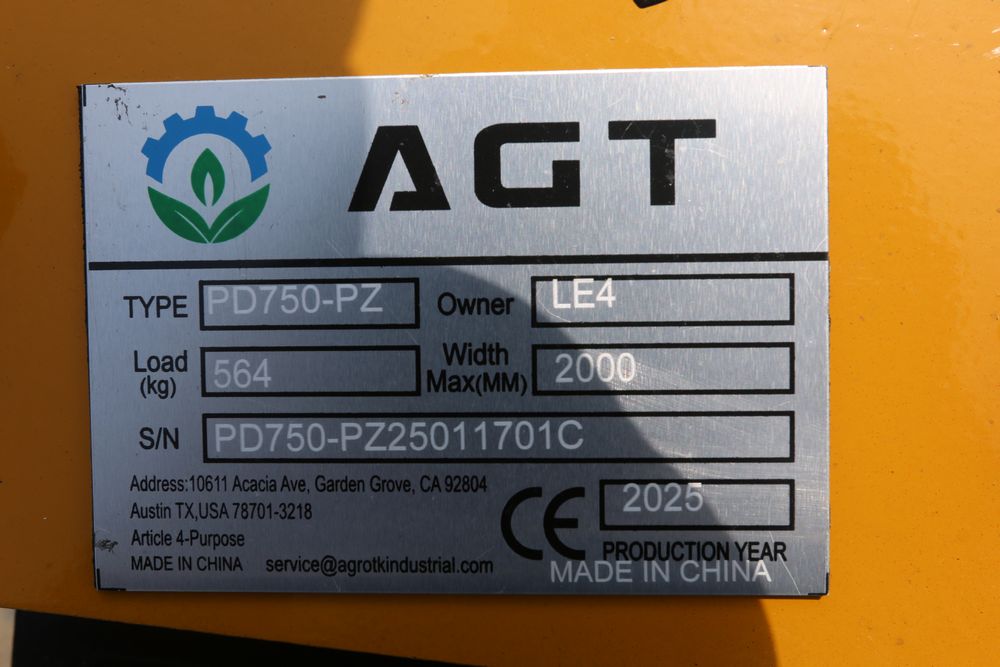 AGT
TYPE PD750-PZ Owner LE4
Load (kg) 564 Width Max(MM) 2000
S/N PD750-PZ25011701C
Address:10611 Acacia Ave, Garden Grove, CA 92804
Austin TX,USA 78701-3218
Article 4-Purpose
MADE IN CHINA service@agrotkindustrial.com
CE 2025
PRODUCTION YEAR
MADE IN CHINA